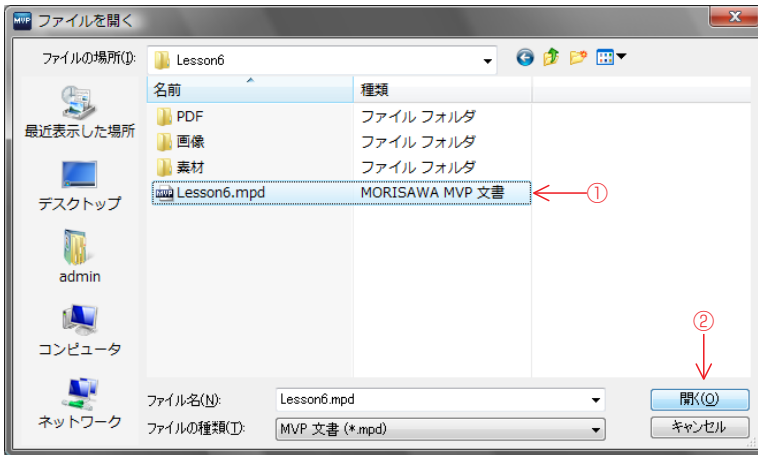 MVP ファイルを開く
ファイルの場所(I): Lesson6
名前 種類
PDF ファイル フォルダ
画像 ファイル フォルダ
素材 ファイル フォルダ
MVP Lesson6.mpd MORISAWA MVP 文書 ①
最近表示した場所
デスクトップ
admin
コンピュータ
ネットワーク
②
ファイル名(N): Lesson6.mpd 開く(O)
ファイルの種類(T): MVP 文書 (*.mpd) キャンセル